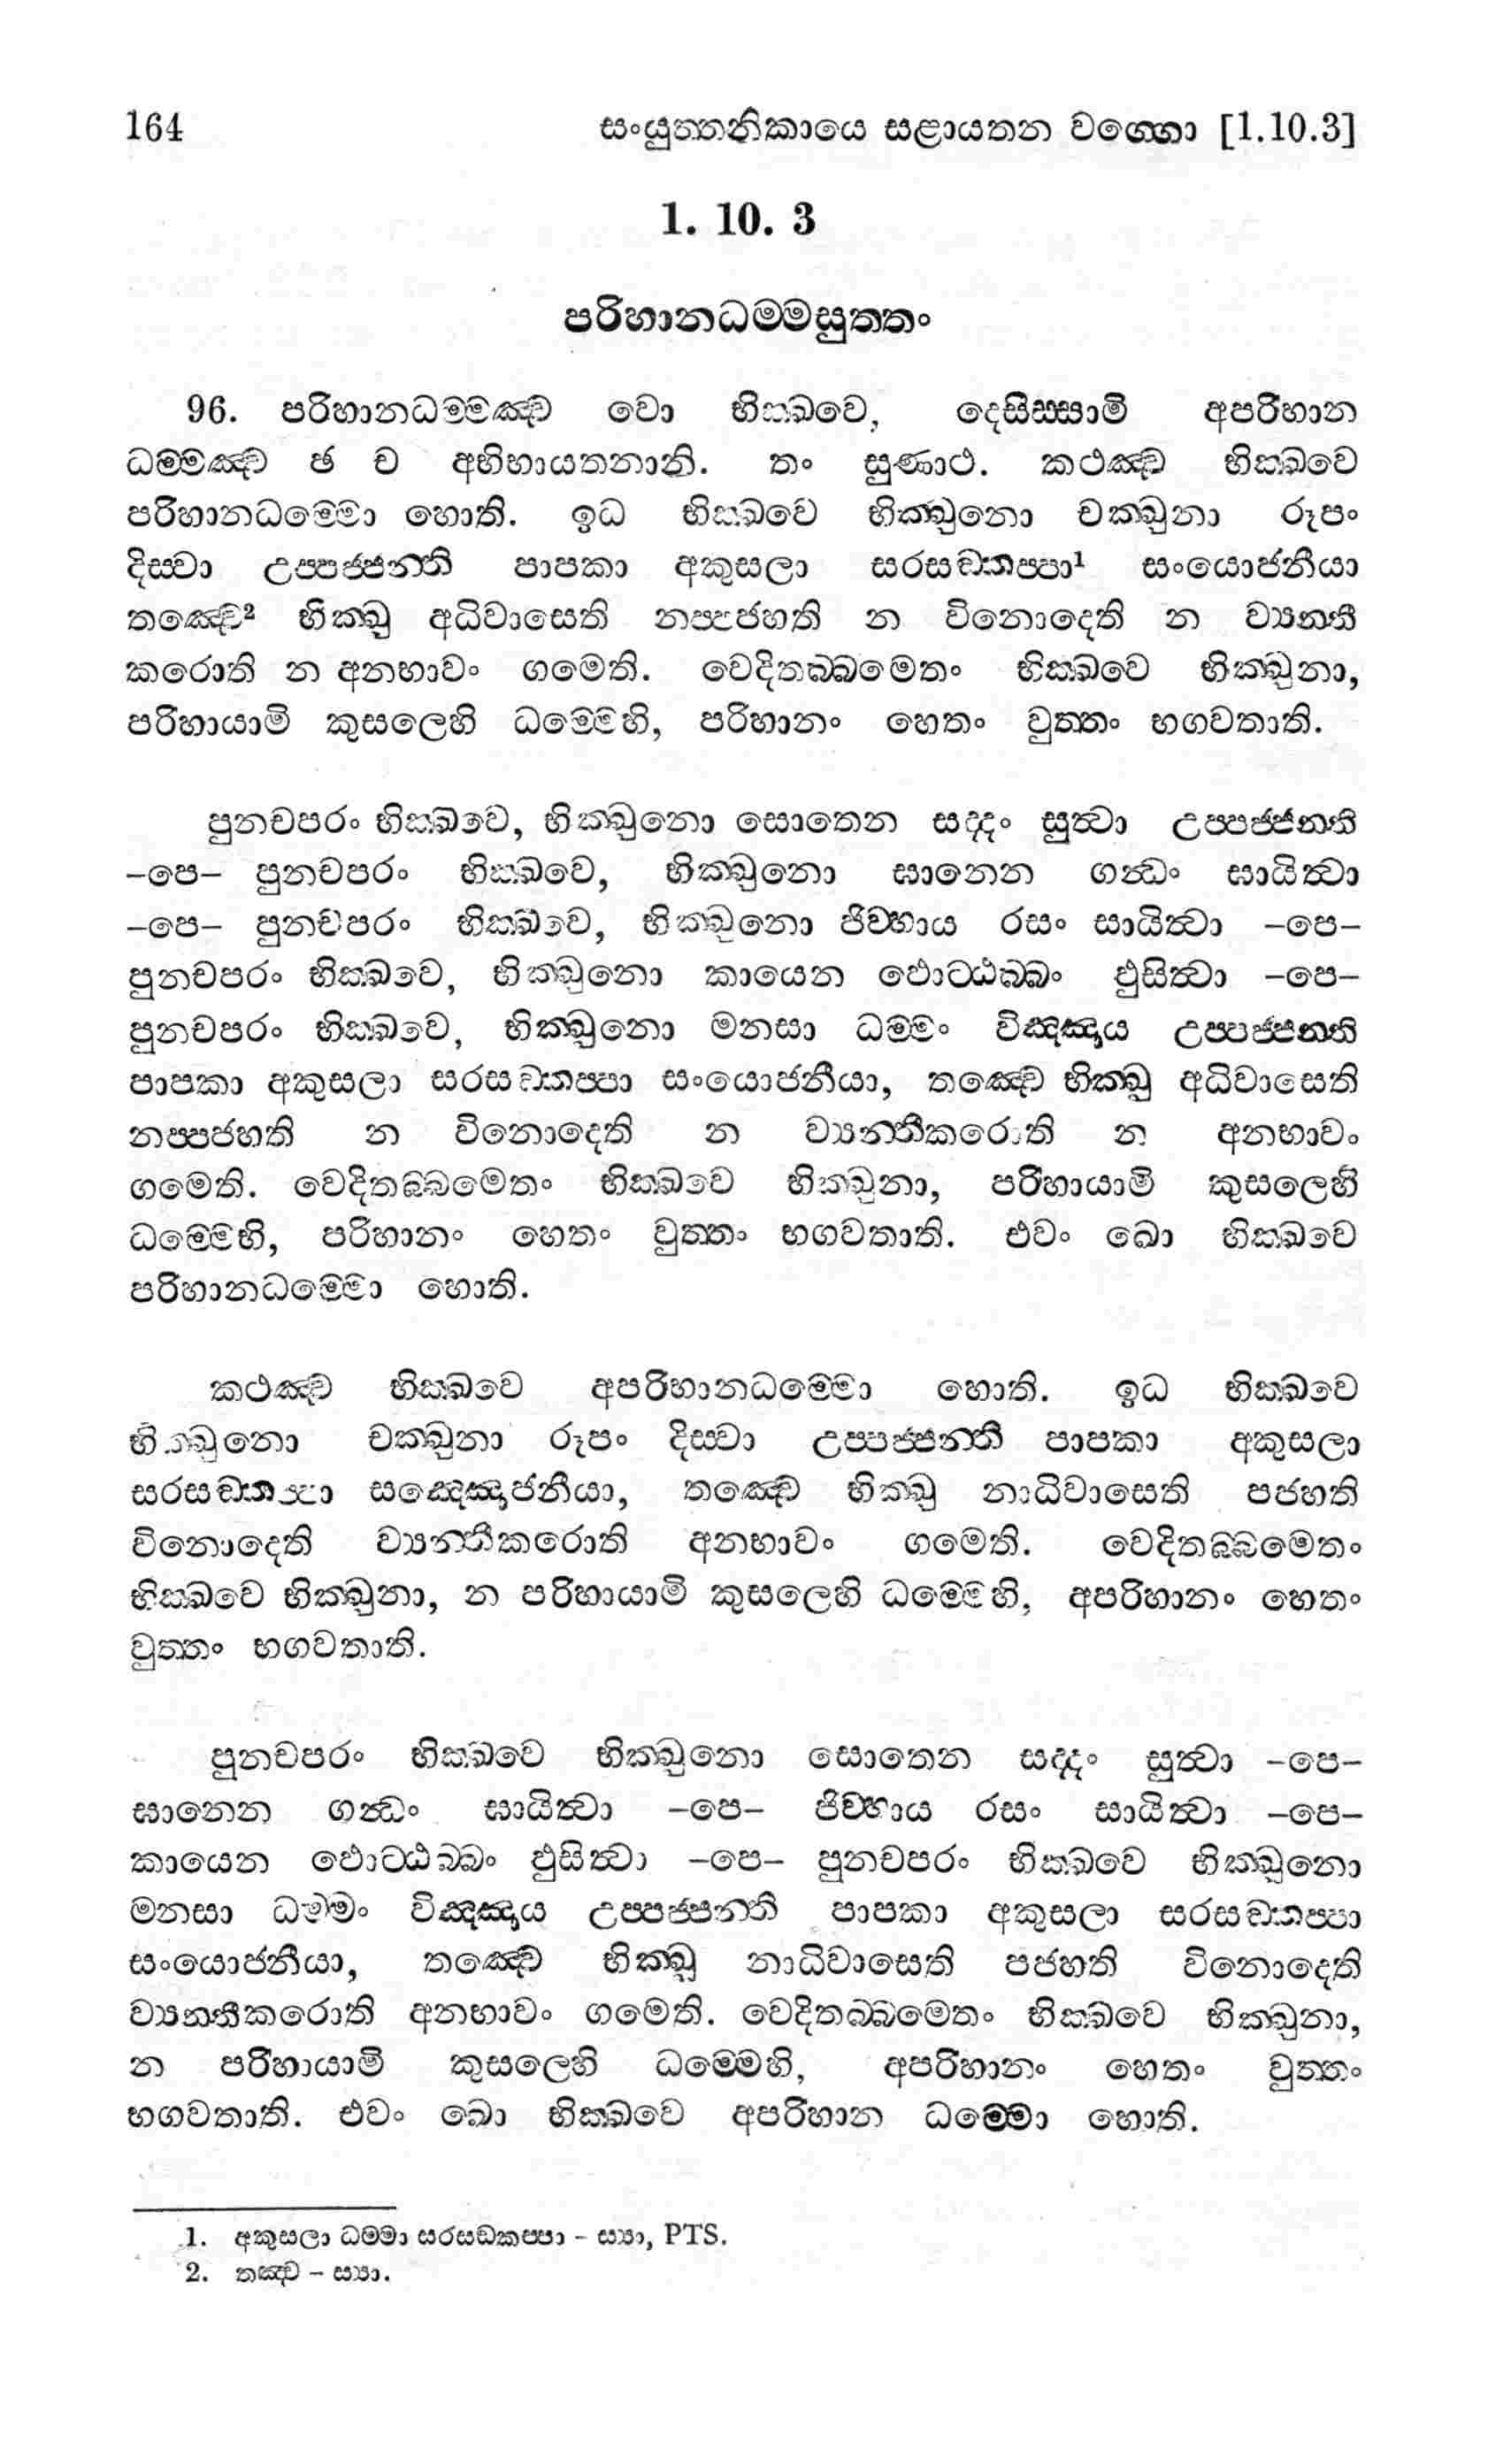 164 සංයුත්තනිකායෙ සළායතන වග්ගො [1.10.3]
1. 10. 3
පරිහානධම්මසුත්තං
96. පරිහානධම්මඤ්ච වො භික්ඛවෙ, දෙසිස්සාමි අපරිහාන
ධම්මඤ්ච ඡ ච අභිභායතනානි. තං සුණාථ. කථඤ්ච භික්ඛවෙ
පරිහානධම්මො හොති. ඉධ භික්ඛවෙ භික්ඛුනො චක්ඛුනා රූපං
දිස්වා උප්පජ්ජන්ති පාපකා අකුසලා සරසඞ්කප්පා¹ සංයොජනීයා
තඤ්චෙ² භික්ඛු අධිවාසෙති නප්පජහති න විනොදෙති න ව්‍යන්තී
කරොති න අනභාවං ගමෙති. වෙදිතබ්බමෙතං භික්ඛවෙ භික්ඛුනා,
පරිහායාමි කුසලෙහි ධම්මෙහි, පරිහානං හෙතං වුත්තං භගවතාති.
පුනචපරං භික්ඛවෙ, භික්ඛුනො සොතෙන සද්දං සුත්වා උප්පජ්ජන්ති
–පෙ– පුනචපරං භික්ඛවෙ, භික්ඛුනො ඝානෙන ගන්ධං ඝායිත්වා
–පෙ– පුනචපරං භික්ඛවෙ, භික්ඛුනො ජිව්හාය රසං සායිත්වා –පෙ–
පුනචපරං භික්ඛවෙ, භික්ඛුනො කායෙන ඵොට්ඨබ්බං ඵුසිත්වා –පෙ–
පුනචපරං භික්ඛවෙ, භික්ඛුනො මනසා ධම්මං විඤ්ඤාය උප්පජ්ජන්ති
පාපකා අකුසලා සරසඞ්කප්පා සංයොජනීයා, තඤ්චෙ භික්ඛු අධිවාසෙති
නප්පජහති න විනොදෙති න ව්‍යන්තීකරොති න අනභාවං
ගමෙති. වෙදිතබ්බමෙතං භික්ඛවෙ භික්ඛුනා, පරිහායාමි කුසලෙහි
ධම්මෙහි, පරිහානං හෙතං වුත්තං භගවතාති. එවං ඛො භික්ඛවෙ
පරිහානධම්මො හොති.
කථඤ්ච භික්ඛවෙ අපරිහානධම්මො හොති. ඉධ භික්ඛවෙ
භික්ඛුනො චක්ඛුනා රූපං දිස්වා උප්පජ්ජන්ති පාපකා අකුසලා
සරසඞ්කප්පා සඤ්ඤොජනීයා, තඤ්චෙ භික්ඛු නාධිවාසෙති පජහති
විනොදෙති ව්‍යන්තීකරොති අනභාවං ගමෙති. වෙදිතබ්බමෙතං
භික්ඛවෙ භික්ඛුනා, න පරිහායාමි කුසලෙහි ධම්මෙහි, අපරිහානං හෙතං
වුත්තං භගවතාති.
පුනචපරං භික්ඛවෙ භික්ඛුනො සොතෙන සද්දං සුත්වා –පෙ–
ඝානෙන ගන්ධං ඝායිත්වා –පෙ– ජිව්හාය රසං සායිත්වා –පෙ–
කායෙන ඵොට්ඨබ්බං ඵුසිත්වා –පෙ– පුනචපරං භික්ඛවෙ භික්ඛුනො
මනසා ධම්මං විඤ්ඤාය උප්පජ්ජන්ති පාපකා අකුසලා සරසඞ්කප්පා
සංයොජනීයා, තඤ්චෙ භික්ඛු නාධිවාසෙති පජහති විනොදෙති
ව්‍යන්තීකරොති අනභාවං ගමෙති. වෙදිතබ්බමෙතං භික්ඛවෙ භික්ඛුනා,
න පරිහායාමි කුසලෙහි ධම්මෙහි, අපරිහානං හෙතං වුත්තං
භගවතාති. එවං ඛො භික්ඛවෙ අපරිහාන ධම්මො හොති.
1. අකුසලා ධම්මා සරසඞ්කප්පා – ස්‍යා, PTS.
2. තඤ්ච – ස්‍යා.